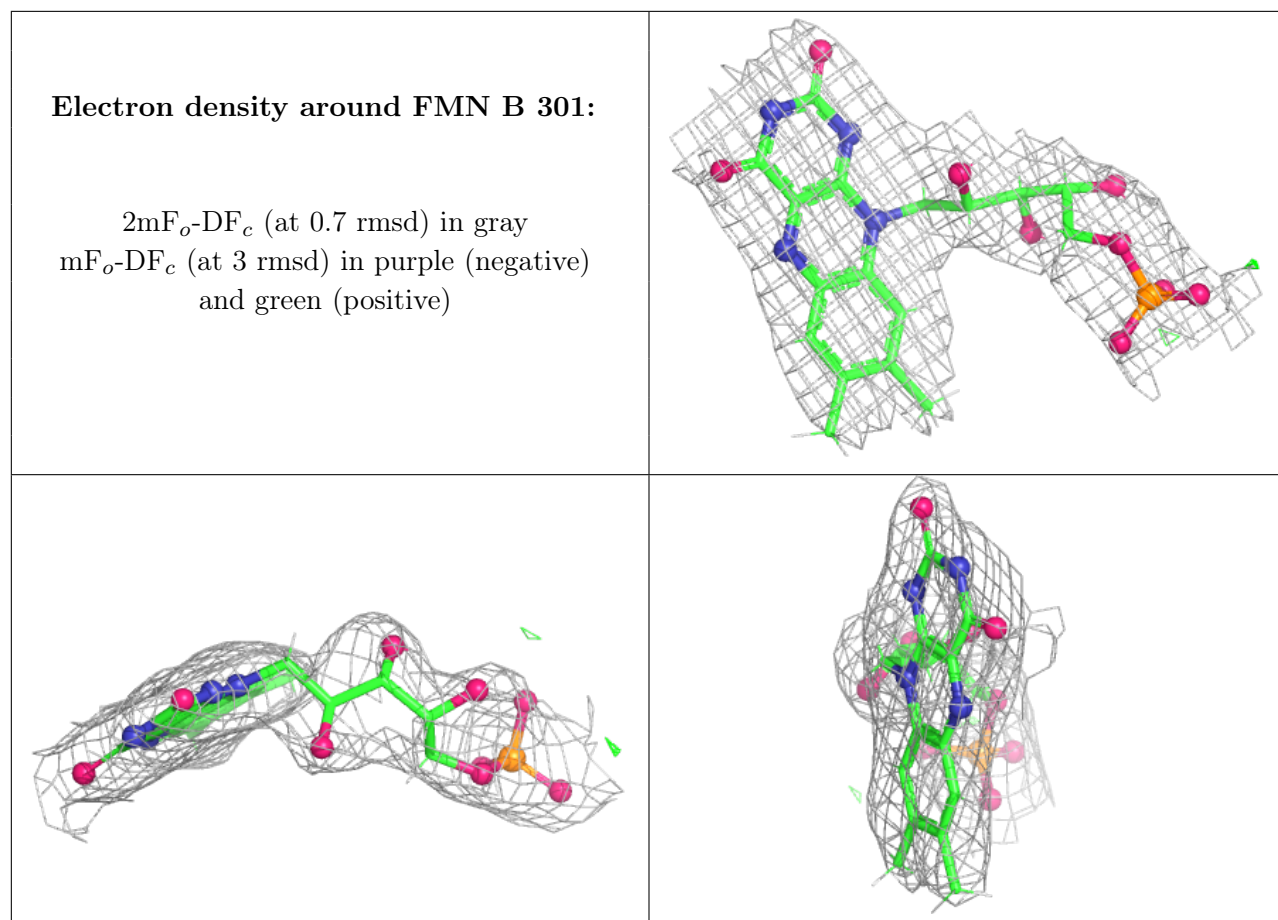 Electron density around FMN B 301:
2mFo-DFc (at 0.7 rmsd) in gray
mFo-DFc (at 3 rmsd) in purple (negative)
and green (positive)